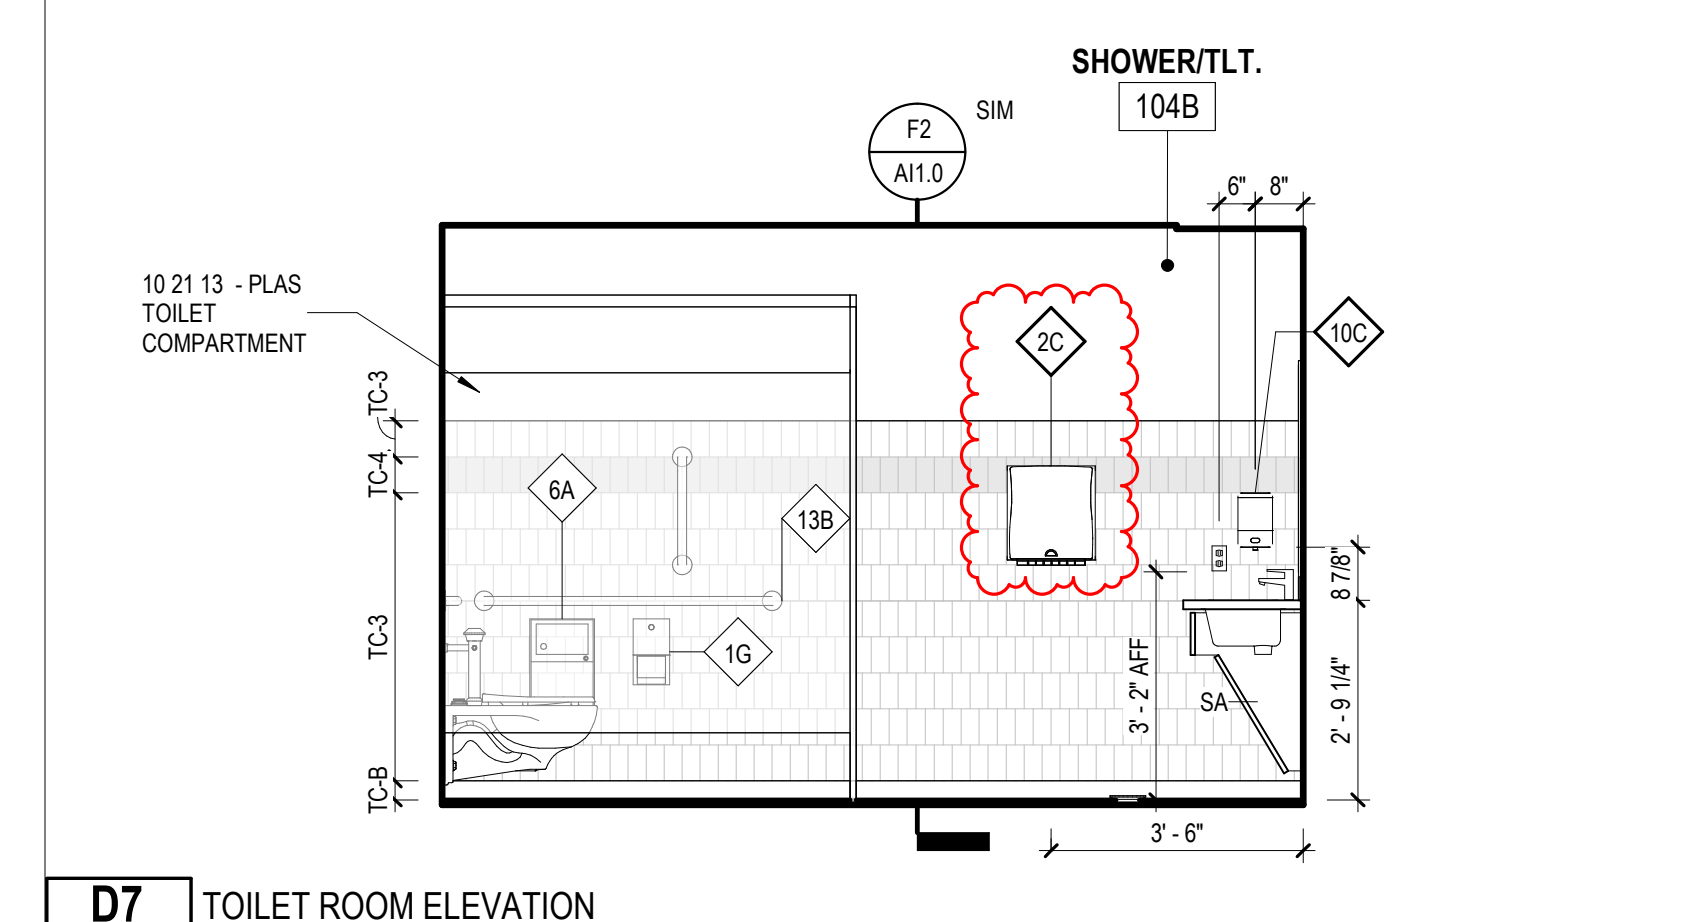 SHOWER/TLT.
104B
F2
AI1.0
SIM
6"
8"
10 21 13 - PLAS
TOILET
COMPARTMENT
2C
10C
TC-3
TC-4,
6A
13B
8 7/8"
TC-3
1G
3' - 2" AFF
SA
2' - 9 1/4"
TC-B
3' - 6"
D7
TOILET ROOM ELEVATION